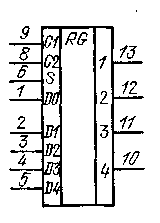 9 C1 RG
8 C2 1 13
6 S
1 D0 2 12
2 D1 3 11
3 D2
4 D3 4 10
5 D4